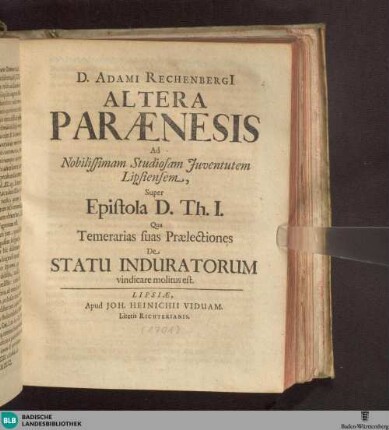 D. ADAMI RECHENBERGI
ALTERA
PARÆNESIS
Ad
Nobilissimam Studiosam Juventutem
Lipsiensem,
Super
Epistola D. Th. I.
Qua
Temerarias suas Prælectiones
De
STATU INDURATORUM
vindicare molitus est.
LIPSIÆ,
Apud JOH. HEINICHII VIDUAM.
Literis RICHTERIANIS.
BLB BADISCHE
LANDESBIBLIOTHEK
Baden-Württemberg